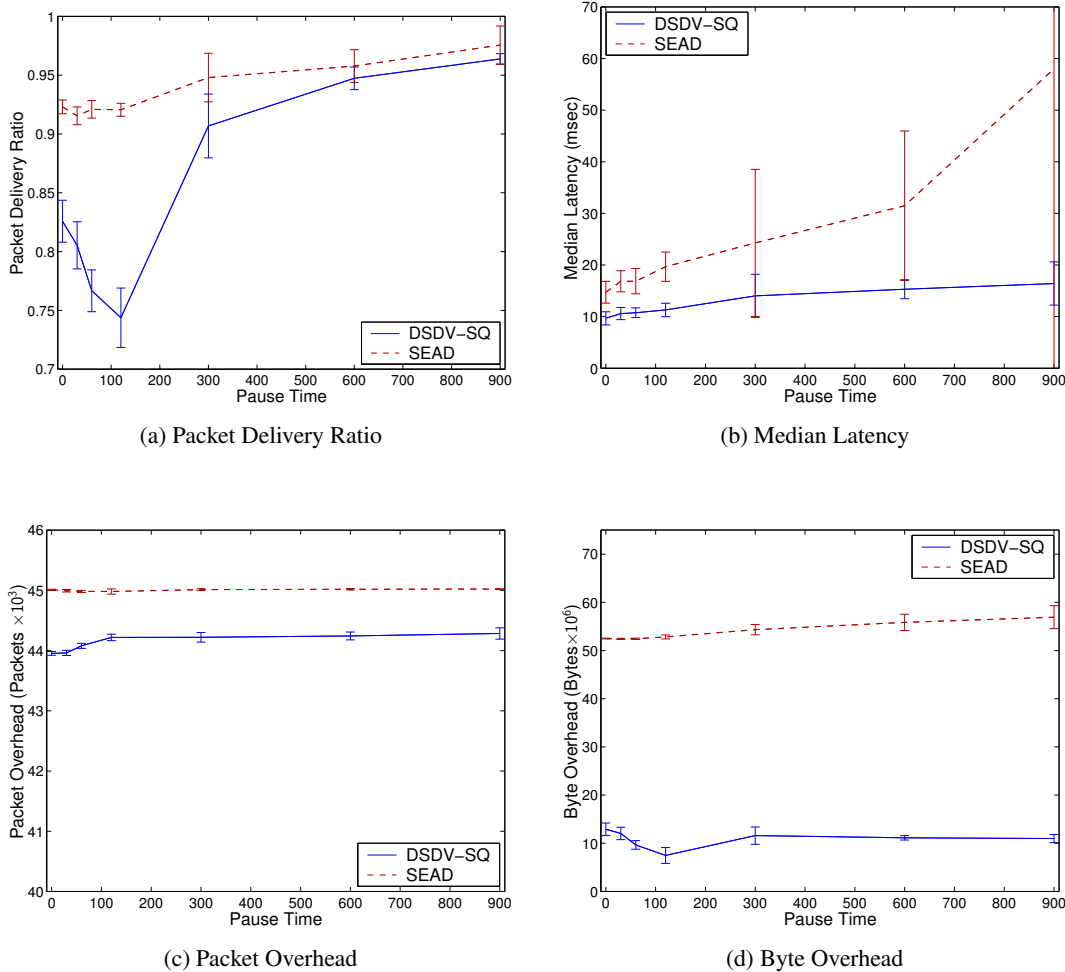 1
0.95
0.9
0.85
0.8
0.75
0.7
Packet Delivery Ratio
DSDV-SQ
SEAD
0 100 200 300 400 500 600 700 800 900
Pause Time
(a) Packet Delivery Ratio
70
60
50
40
30
20
10
0
Median Latency (msec)
DSDV-SQ
SEAD
0 100 200 300 400 500 600 700 800 900
Pause Time
(b) Median Latency
46
45
44
43
42
41
40
Packet Overhead (Packets ×10³)
DSDV-SQ
SEAD
0 100 200 300 400 500 600 700 800 900
Pause Time
(c) Packet Overhead
70
60
50
40
30
20
10
0
Byte Overhead (Bytes×10⁶)
DSDV-SQ
SEAD
0 100 200 300 400 500 600 700 800 900
Pause Time
(d) Byte Overhead